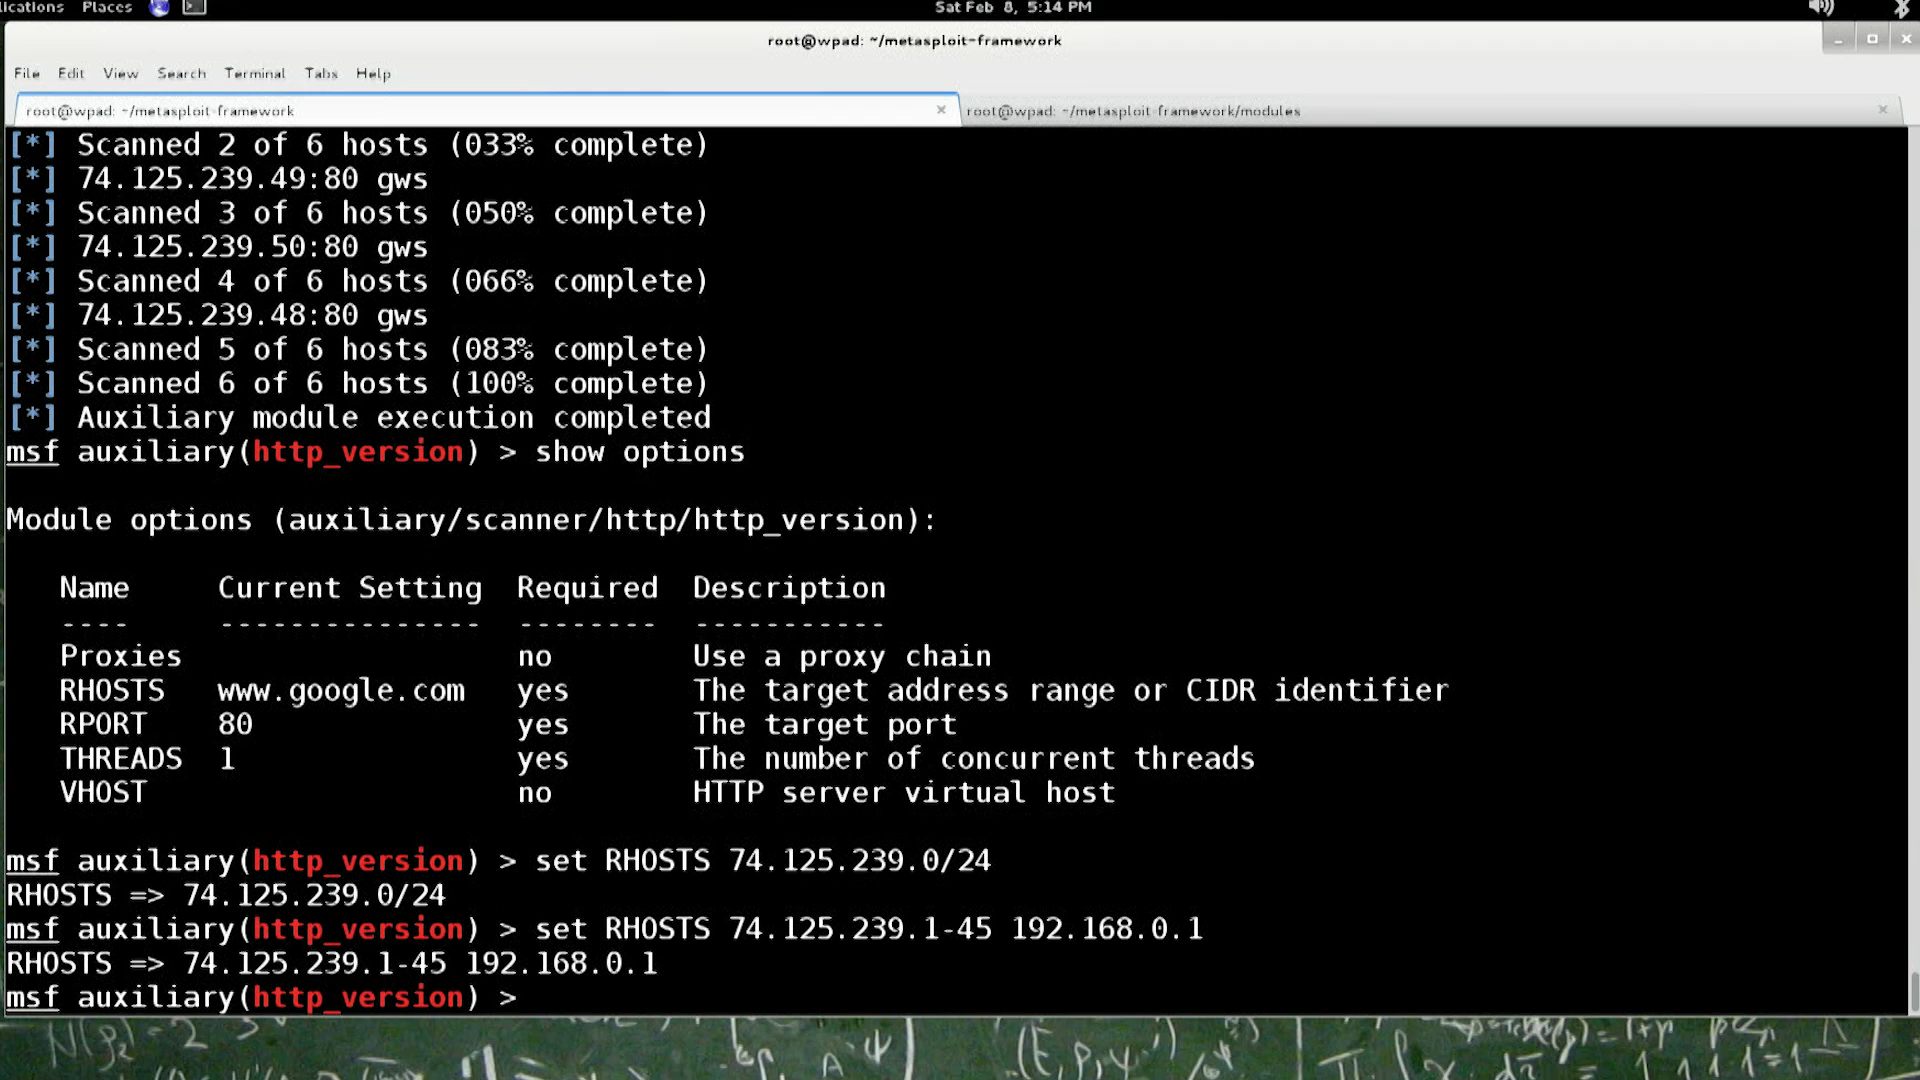 lications Places Sat Feb 8, 5:14 PM
root@wpad: ~/metasploit-framework
File Edit View Search Terminal Tabs Help
root@wpad: ~/metasploit-framework root@wpad: ~/metasploit-framework/modules
[*] Scanned 2 of 6 hosts (033% complete)
[*] 74.125.239.49:80 gws
[*] Scanned 3 of 6 hosts (050% complete)
[*] 74.125.239.50:80 gws
[*] Scanned 4 of 6 hosts (066% complete)
[*] 74.125.239.48:80 gws
[*] Scanned 5 of 6 hosts (083% complete)
[*] Scanned 6 of 6 hosts (100% complete)
[*] Auxiliary module execution completed
msf auxiliary(http_version) > show options
Module options (auxiliary/scanner/http/http_version):
Name Current Setting Required Description
---- --------------- -------- -----------
Proxies no Use a proxy chain
RHOSTS www.google.com yes The target address range or CIDR identifier
RPORT 80 yes The target port
THREADS 1 yes The number of concurrent threads
VHOST no HTTP server virtual host
msf auxiliary(http_version) > set RHOSTS 74.125.239.0/24
RHOSTS => 74.125.239.0/24
msf auxiliary(http_version) > set RHOSTS 74.125.239.1-45 192.168.0.1
RHOSTS => 74.125.239.1-45 192.168.0.1
msf auxiliary(http_version) >